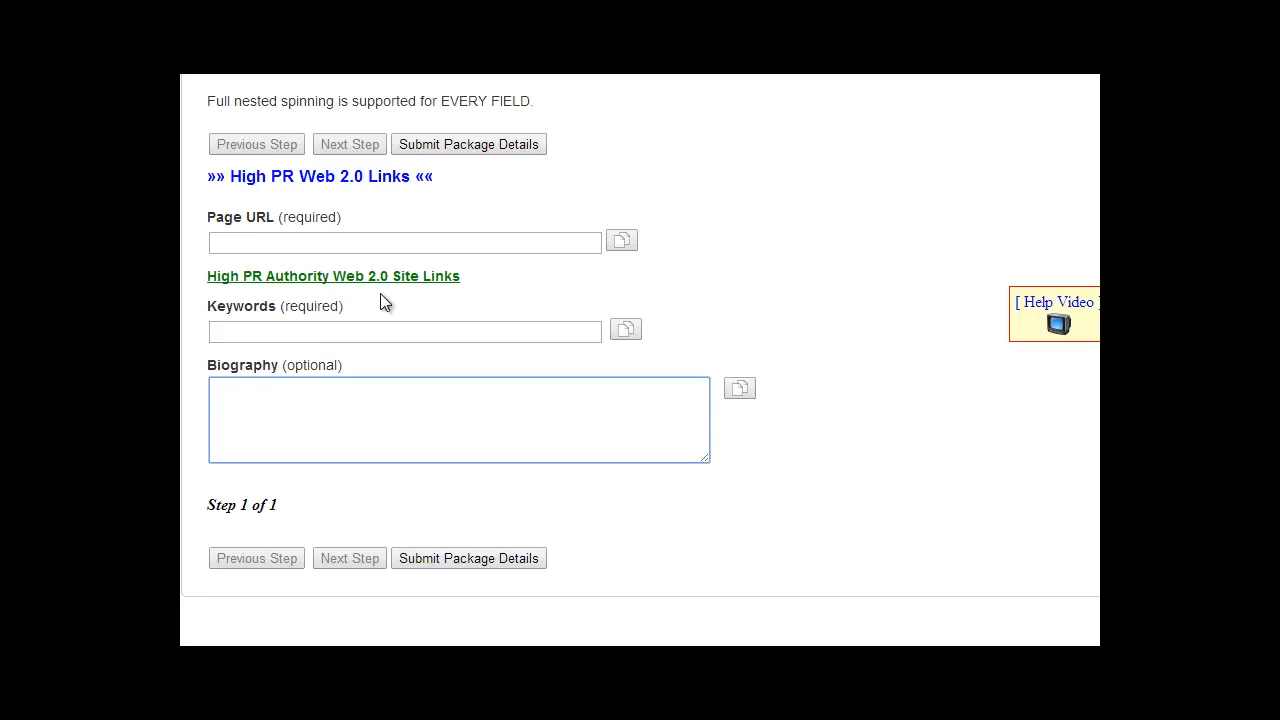 Full nested spinning is supported for EVERY FIELD.
Previous Step Next Step Submit Package Details
»» High PR Web 2.0 Links ««
Page URL (required)
High PR Authority Web 2.0 Site Links
[ Help Video ]
Keywords (required)
Biography (optional)
Step 1 of 1
Previous Step Next Step Submit Package Details